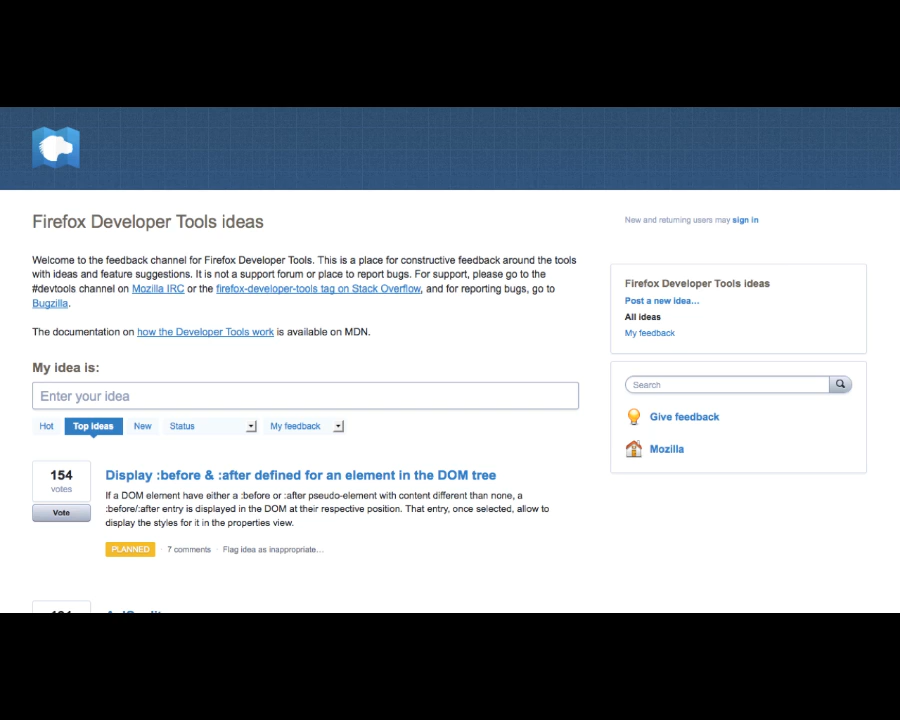 Firefox Developer Tools ideas
New and returning users may sign in
Welcome to the feedback channel for Firefox Developer Tools. This is a place for constructive feedback around the tools
with ideas and feature suggestions. It is not a support forum or place to report bugs. For support, please go to the
#devtools channel on Mozilla IRC or the firefox-developer-tools tag on Stack Overflow, and for reporting bugs, go to
Bugzilla.
The documentation on how the Developer Tools work is available on MDN.
My idea is:
Enter your idea
Hot Top ideas New Status My feedback
154
votes
Vote
Display :before & :after defined for an element in the DOM tree
If a DOM element have either a :before or :after pseudo-element with content different than none, a
:before/:after entry is displayed in the DOM at their respective position. That entry, once selected, allow to
display the styles for it in the properties view.
PLANNED · 7 comments · Flag idea as inappropriate…
Firefox Developer Tools ideas
Post a new idea…
All ideas
My feedback
Search
Give feedback
Mozilla